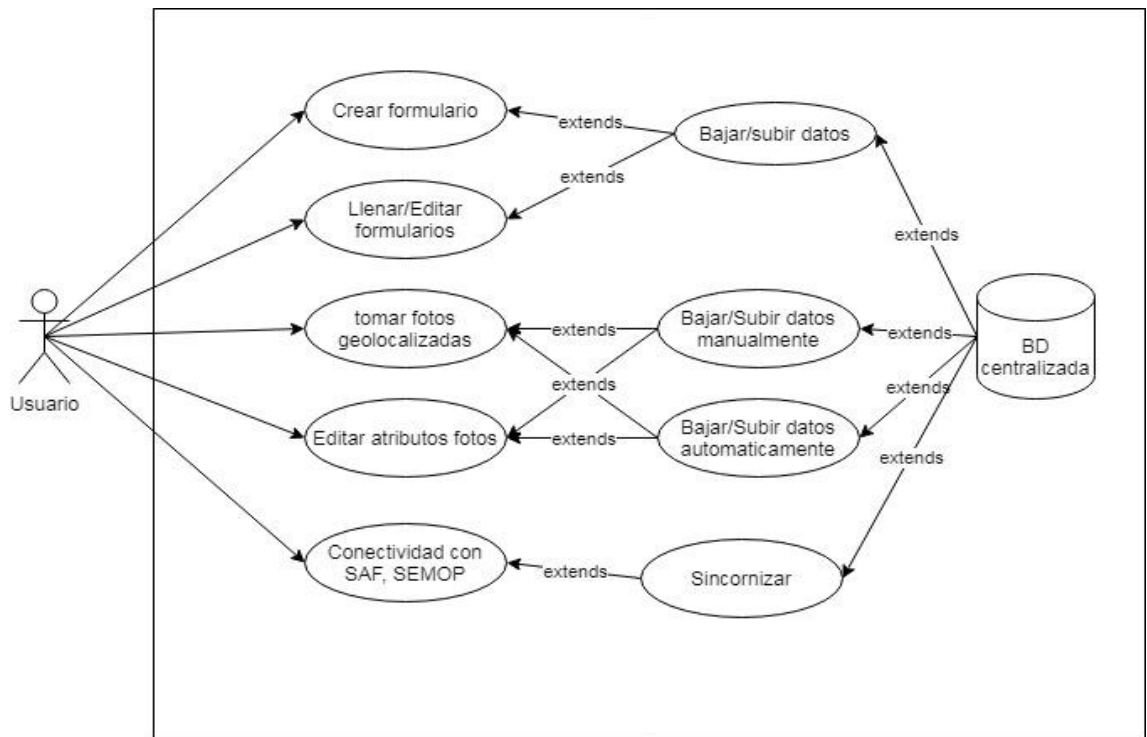 Crear formulario
extends
Bajar/subir datos
extends
Llenar/Editar
formularios
extends
tomar fotos
geolocalizadas
extends
Bajar/Subir datos
manualmente
extends
BD
centralizada
extends
extends
Usuario
Editar atributos fotos
extends
Bajar/Subir datos
automaticamente
extends
Conectividad con
SAF, SEMOP
extends
Sincornizar